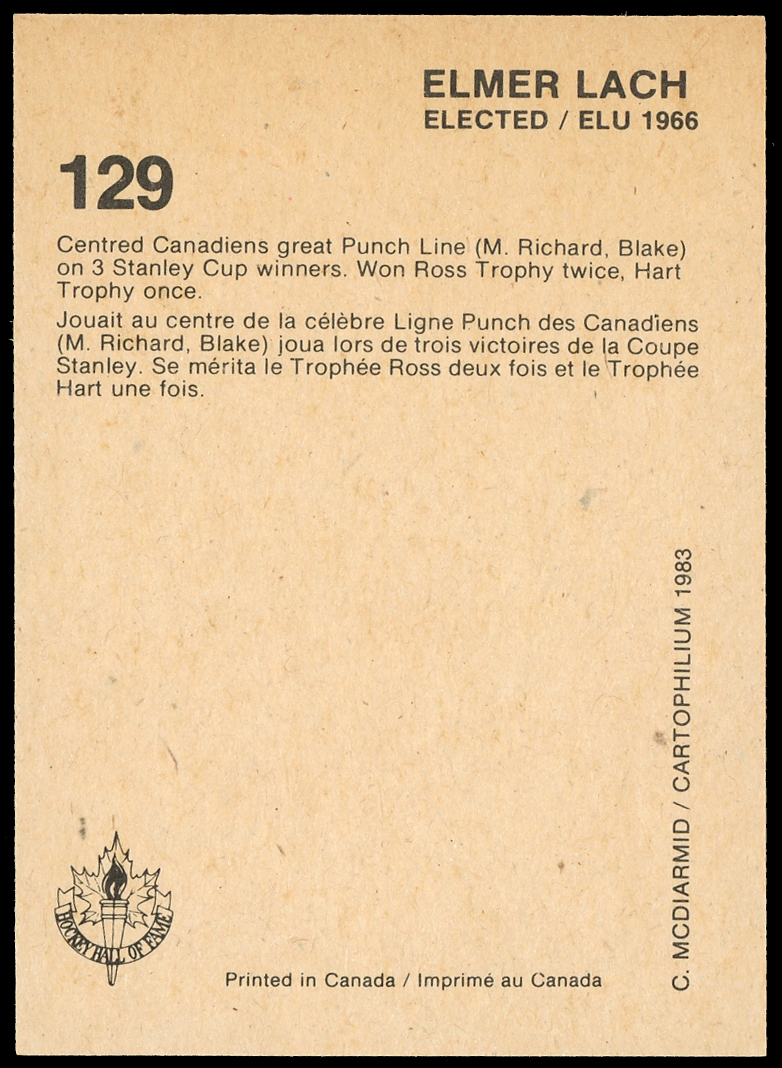 ELMER LACH
ELECTED / ELU 1966
129
Centred Canadiens great Punch Line (M. Richard, Blake)
on 3 Stanley Cup winners. Won Ross Trophy twice, Hart
Trophy once.
Jouait au centre de la célèbre Ligne Punch des Canadiens
(M. Richard, Blake) joua lors de trois victoires de la Coupe
Stanley. Se mérita le Trophée Ross deux fois et le Trophée
Hart une fois.
C. MCDIARMID / CARTOPHILIUM 1983
HOCKEY HALL OF FAME
Printed in Canada / Imprimé au Canada